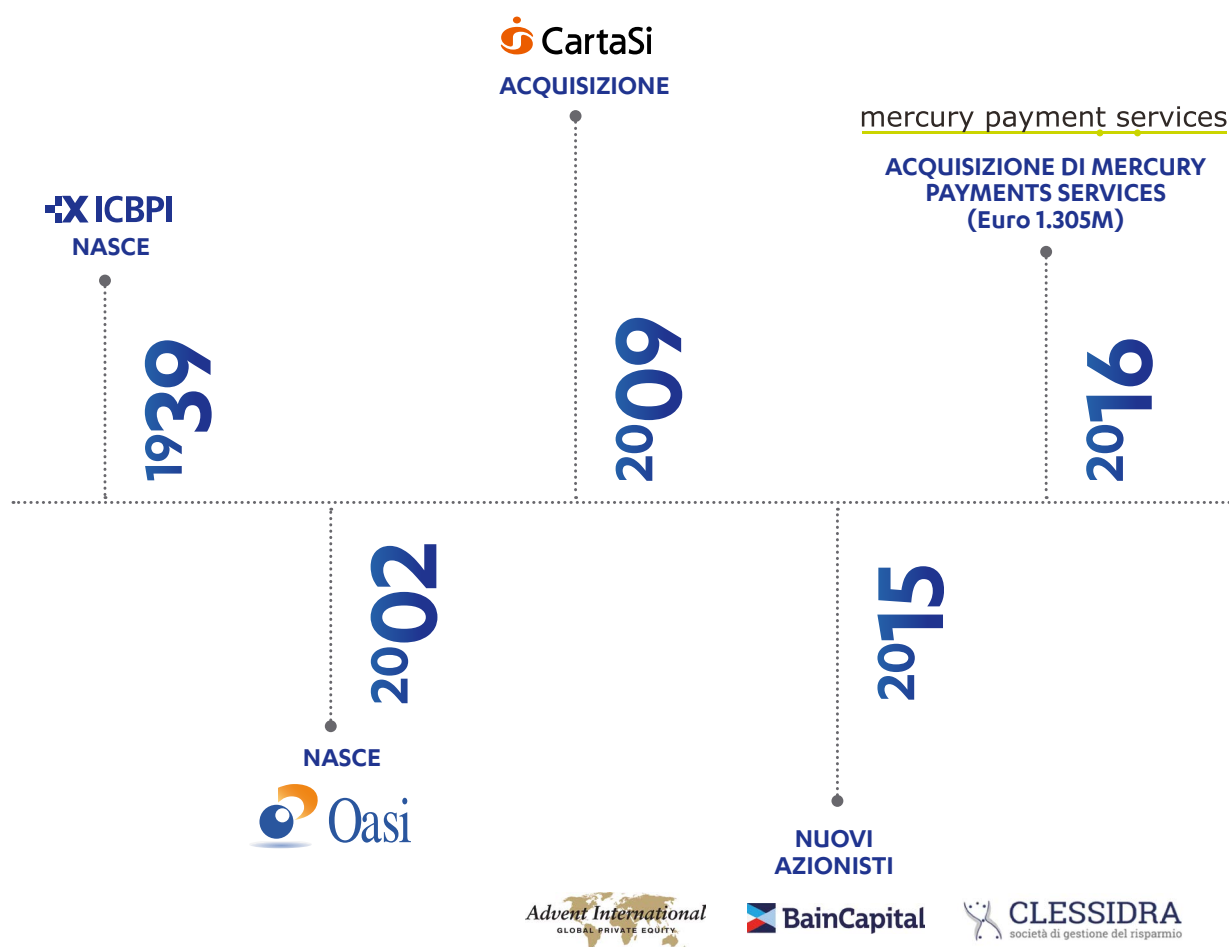 CartaSi
ACQUISIZIONE
mercury payment services
ACQUISIZIONE DI MERCURY
PAYMENTS SERVICES
(Euro 1.305M)
ICBPI
NASCE
1939
2009
2016
2002
2015
NASCE
Oasi
NUOVI
AZIONISTI
Advent International
GLOBAL PRIVATE EQUITY
BainCapital
CLESSIDRA
società di gestione del risparmio